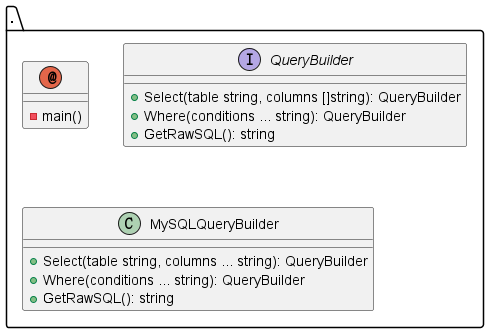 .
@
main()
I QueryBuilder
Select(table string, columns []string): QueryBuilder
Where(conditions ... string): QueryBuilder
GetRawSQL(): string
C MySQLQueryBuilder
Select(table string, columns ... string): QueryBuilder
Where(conditions ... string): QueryBuilder
GetRawSQL(): string